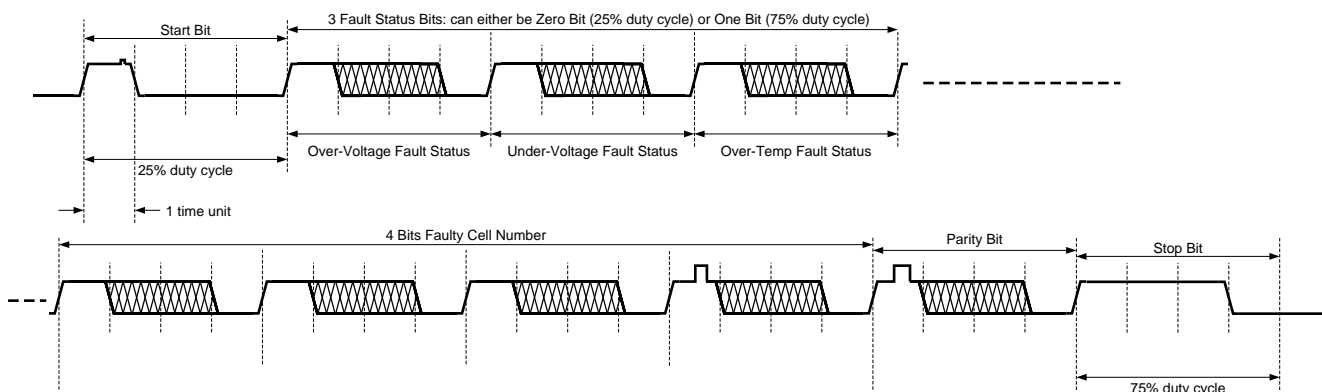 3 Fault Status Bits: can either be Zero Bit (25% duty cycle) or One Bit (75% duty cycle)
Start Bit
Over-Voltage Fault Status
Under-Voltage Fault Status
Over-Temp Fault Status
25% duty cycle
1 time unit
4 Bits Faulty Cell Number
Parity Bit
Stop Bit
75% duty cycle